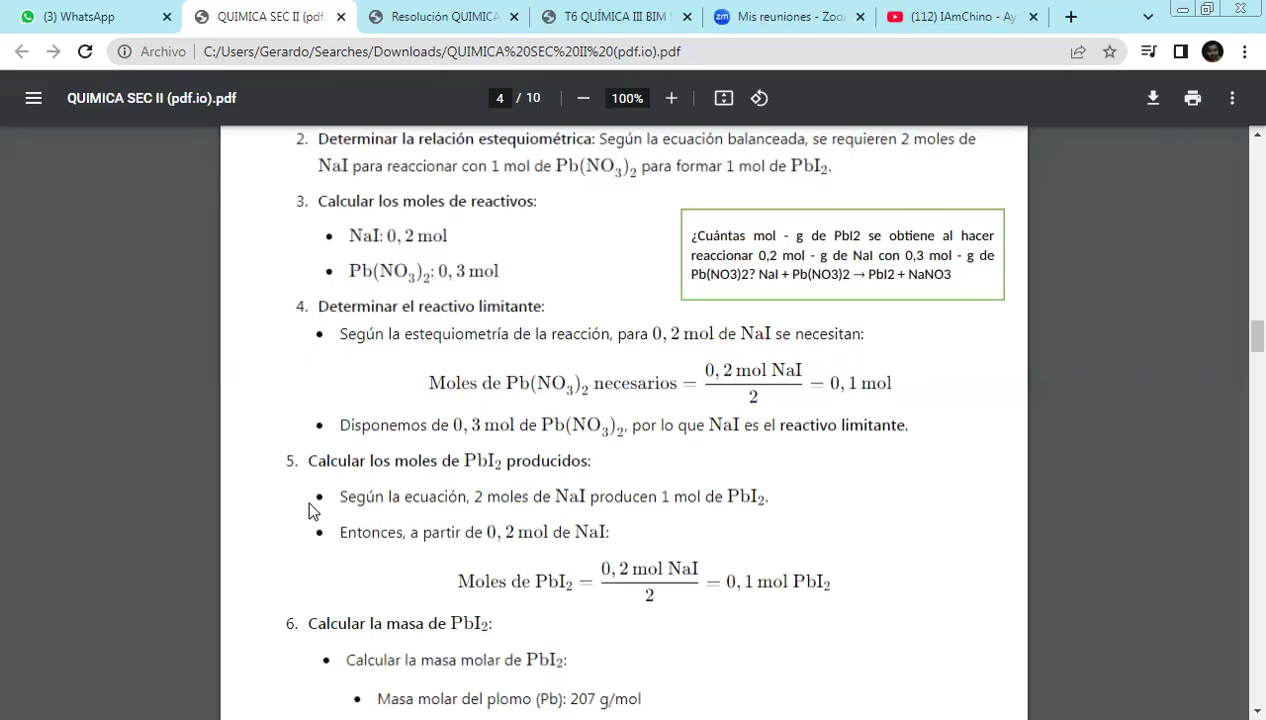 (3) WhatsApp
QUIMICA SEC II (pdf.
Resolución QUIMICA
T6 QUÍMICA III BIM
Mis reuniones - Zoo
(112) IAmChino - Ay
Archivo C:/Users/Gerardo/Searches/Downloads/QUIMICA%20SEC%20II%20(pdf.io).pdf
QUIMICA SEC II (pdf.io).pdf
4 / 10
100%
2. Determinar la relación estequiométrica: Según la ecuación balanceada, se requieren 2 moles de
NaI para reaccionar con 1 mol de Pb(NO₃)₂ para formar 1 mol de PbI₂.
3. Calcular los moles de reactivos:
• NaI: 0, 2 mol
• Pb(NO₃)₂: 0, 3 mol
¿Cuántas mol - g de PbI2 se obtiene al hacer
reaccionar 0,2 mol - g de NaI con 0,3 mol - g de
Pb(NO3)2? NaI + Pb(NO3)2 → PbI2 + NaNO3
4. Determinar el reactivo limitante:
• Según la estequiometría de la reacción, para 0, 2 mol de NaI se necesitan:
Moles de Pb(NO₃)₂ necesarios = 0, 2 mol NaI / 2 = 0, 1 mol
• Disponemos de 0, 3 mol de Pb(NO₃)₂, por lo que NaI es el reactivo limitante.
5. Calcular los moles de PbI₂ producidos:
• Según la ecuación, 2 moles de NaI producen 1 mol de PbI₂.
• Entonces, a partir de 0, 2 mol de NaI:
Moles de PbI₂ = 0, 2 mol NaI / 2 = 0, 1 mol PbI₂
6. Calcular la masa de PbI₂:
• Calcular la masa molar de PbI₂:
• Masa molar del plomo (Pb): 207 g/mol